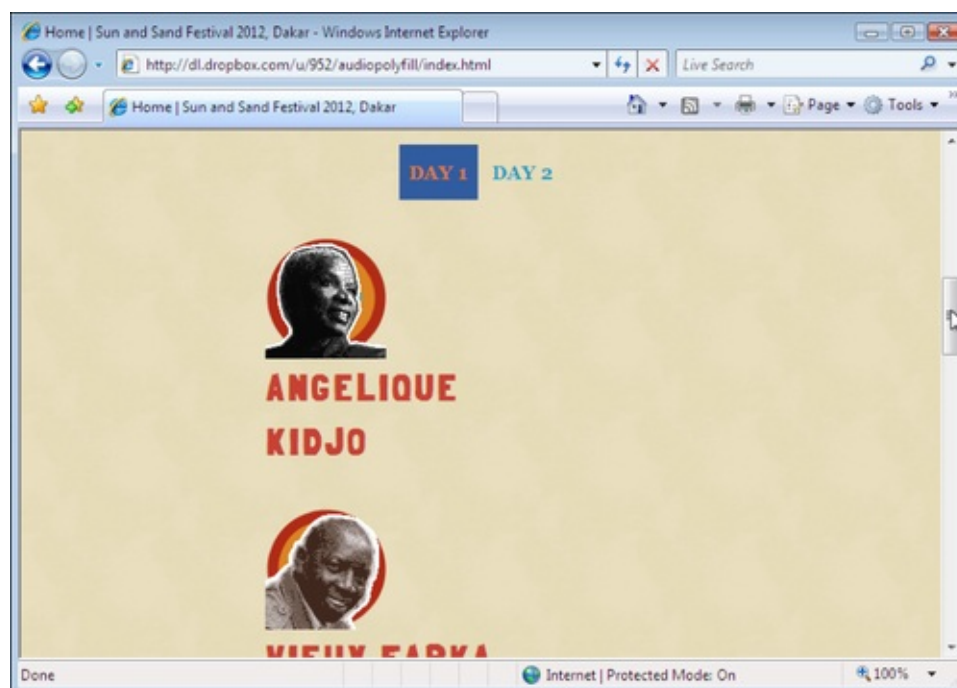 Home | Sun and Sand Festival 2012, Dakar - Windows Internet Explorer
http://dl.dropbox.com/u/952/audiopolyfill/index.html
Live Search
Home | Sun and Sand Festival 2012, Dakar
Page
Tools
DAY 1 DAY 2
ANGELIQUE
KIDJO
VIEUX FARKA
Done
Internet | Protected Mode: On
100%